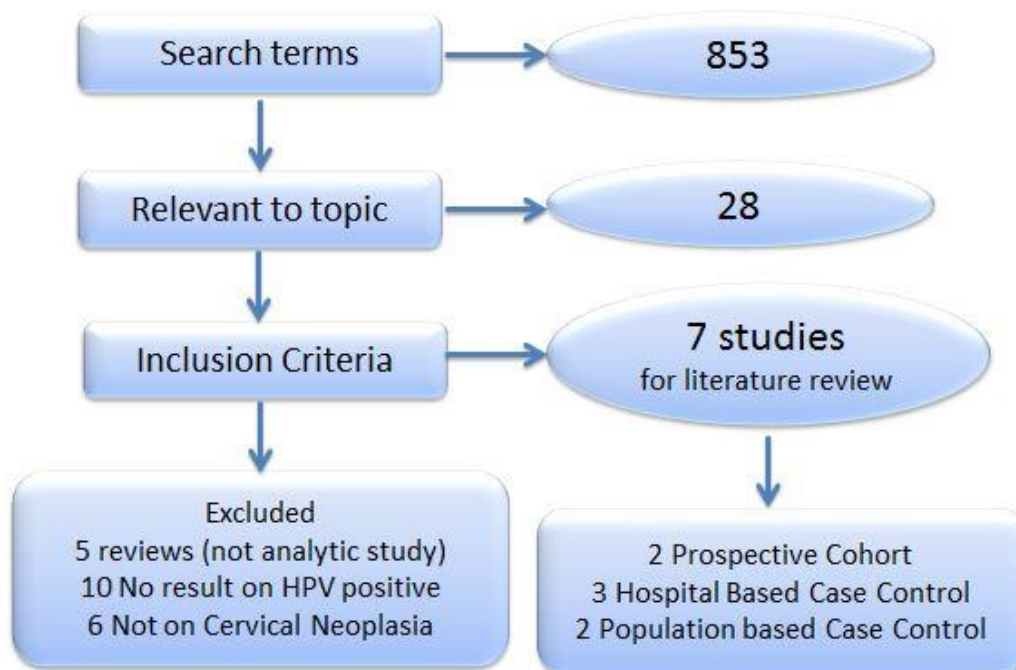 Search terms
853
Relevant to topic
28
Inclusion Criteria
7 studies
for literature review
Excluded
5 reviews (not analytic study)
10 No result on HPV positive
6 Not on Cervical Neoplasia
2 Prospective Cohort
3 Hospital Based Case Control
2 Population based Case Control